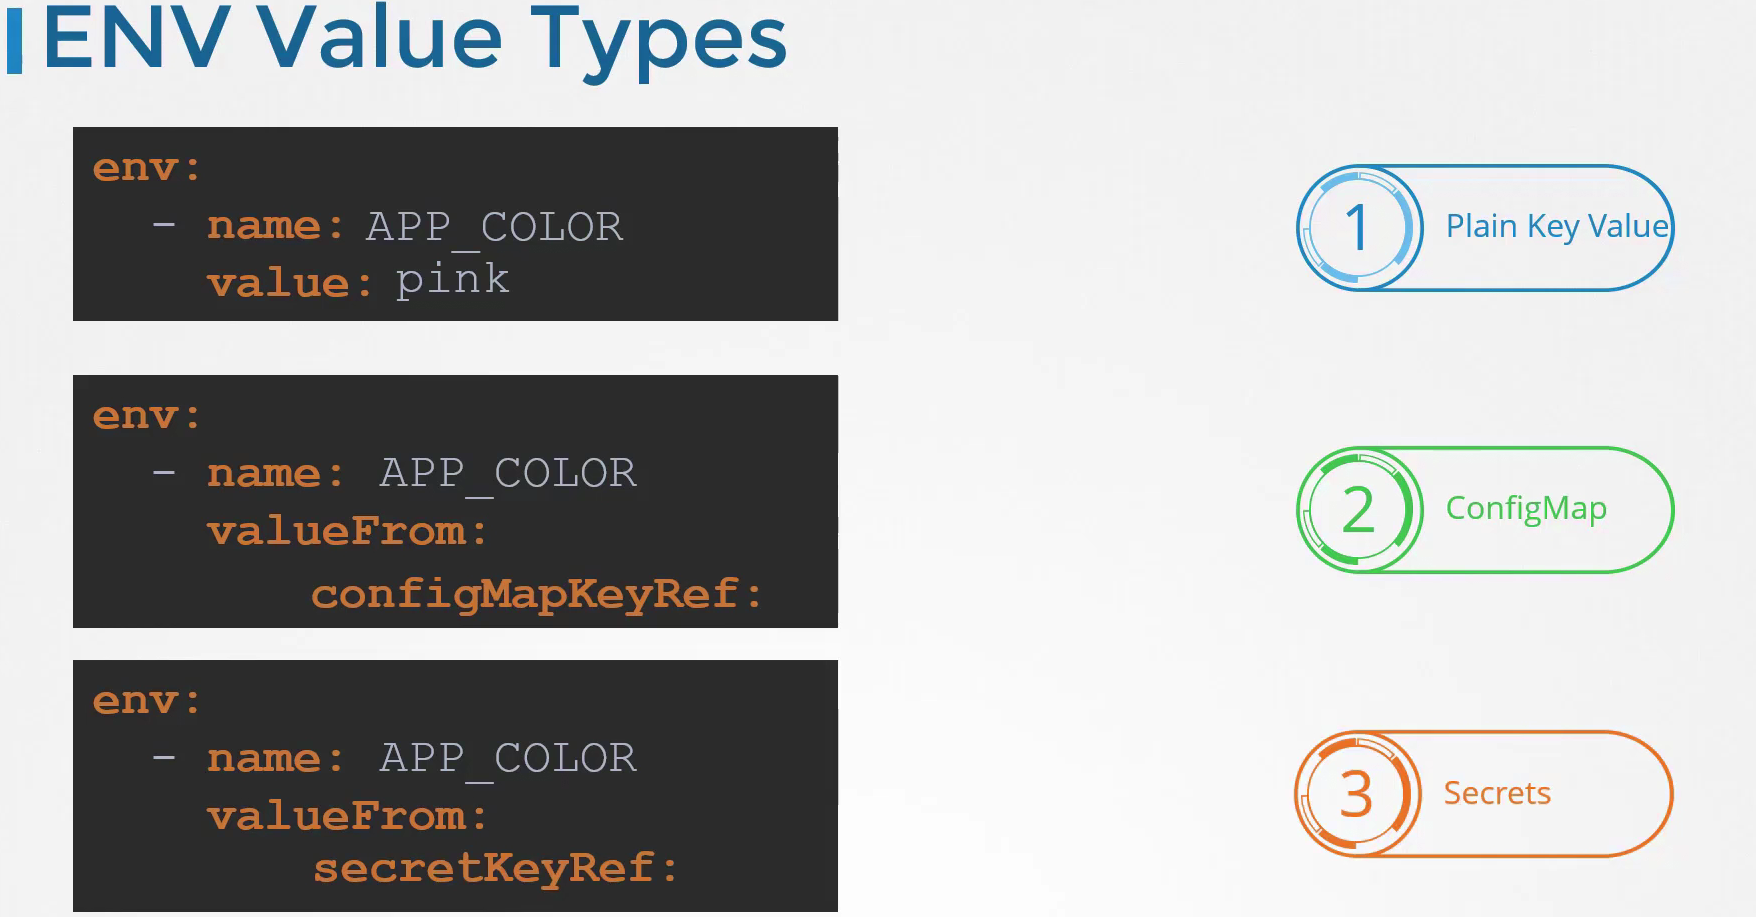 ENV Value Types
env:
- name: APP_COLOR
value: pink
1 Plain Key Value
env:
- name: APP_COLOR
valueFrom:
configMapKeyRef:
2 ConfigMap
env:
- name: APP_COLOR
valueFrom:
secretKeyRef:
3 Secrets